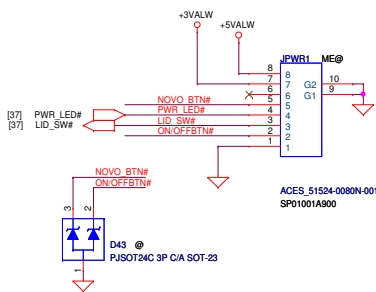 +3VALW
+5VALW
JPWR1 ME@
8 8
7 7
6 6
5 5
4 4
3 3
2 2
1 1
G2 10
G1 9
NOVO_BTN#
[37] PWR_LED# PWR_LED#
[37] LID_SW# LID_SW#
ON/OFFBTN#
ACES_51524-0080N-001
SP01001A900
NOVO_BTN#
ON/OFFBTN#
3 2
D43 @
PJSOT24C 3P C/A SOT-23
1